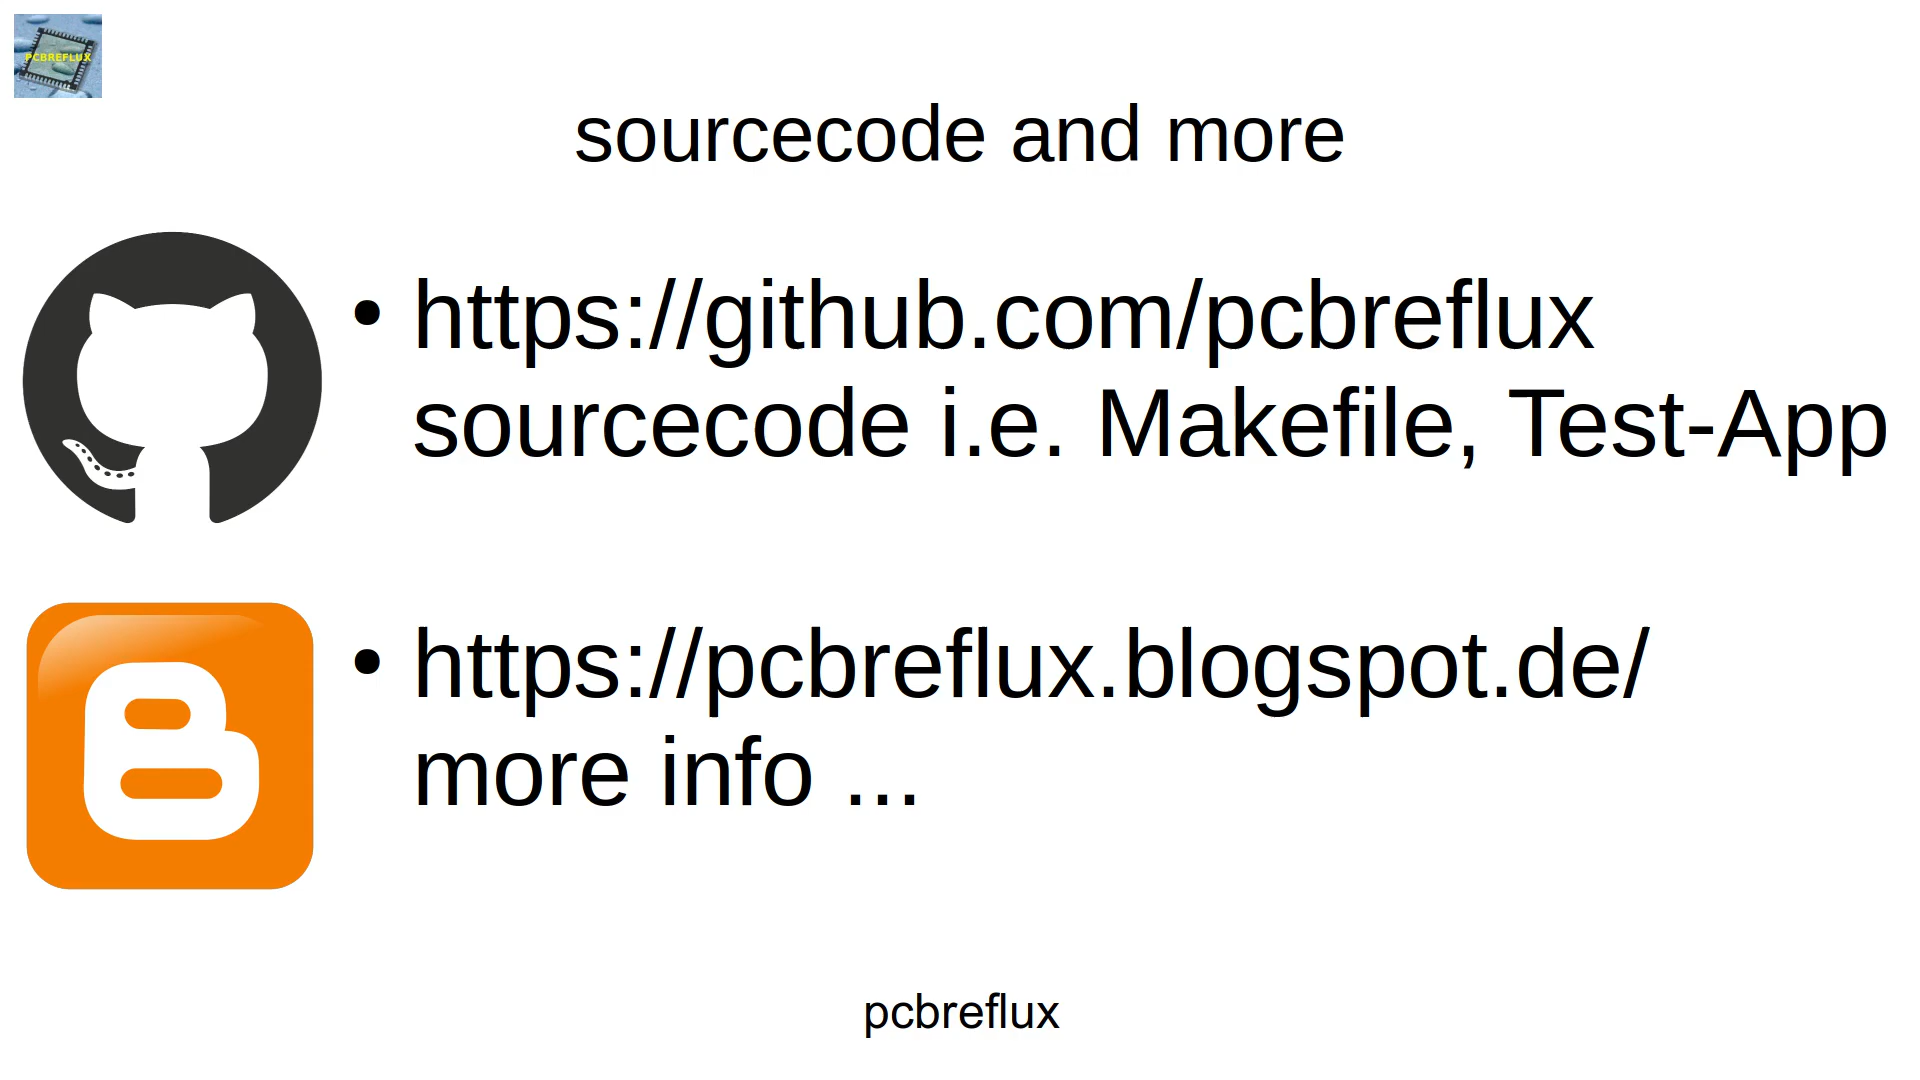 PCBREFLUX
sourcecode and more
• https://github.com/pcbreflux
sourcecode i.e. Makefile, Test-App
• https://pcbreflux.blogspot.de/
more info ...
pcbreflux